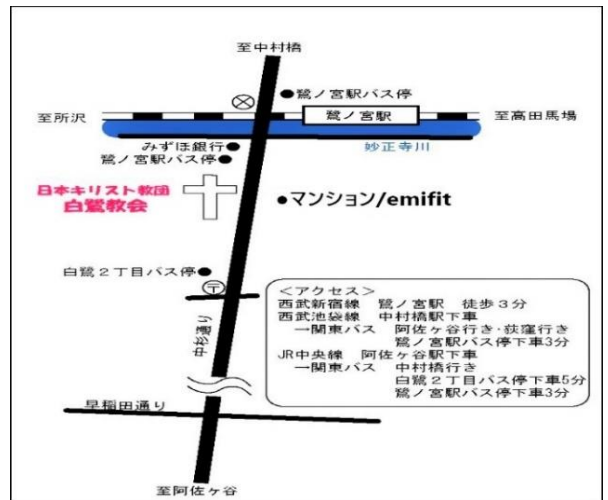 至中村橋
●鷺ノ宮駅バス停
至所沢
鷺ノ宮駅
至高田馬場
みずほ銀行●
妙正寺川
鷺ノ宮駅バス停●
日本キリスト教団
白鷺教会
●マンション/emifit
白鷺2丁目バス停●
〒
中杉通り
<アクセス>
西武新宿線 鷺ノ宮駅 徒歩3分
西武池袋線 中村橋駅下車
―関東バス 阿佐ヶ谷行き・荻窪行き
鷺ノ宮駅バス停下車3分
JR中央線 阿佐ヶ谷駅下車
―関東バス 中村橋行き
白鷺2丁目バス停下車5分
鷺ノ宮駅バス停下車3分
早稲田通り
至阿佐ヶ谷